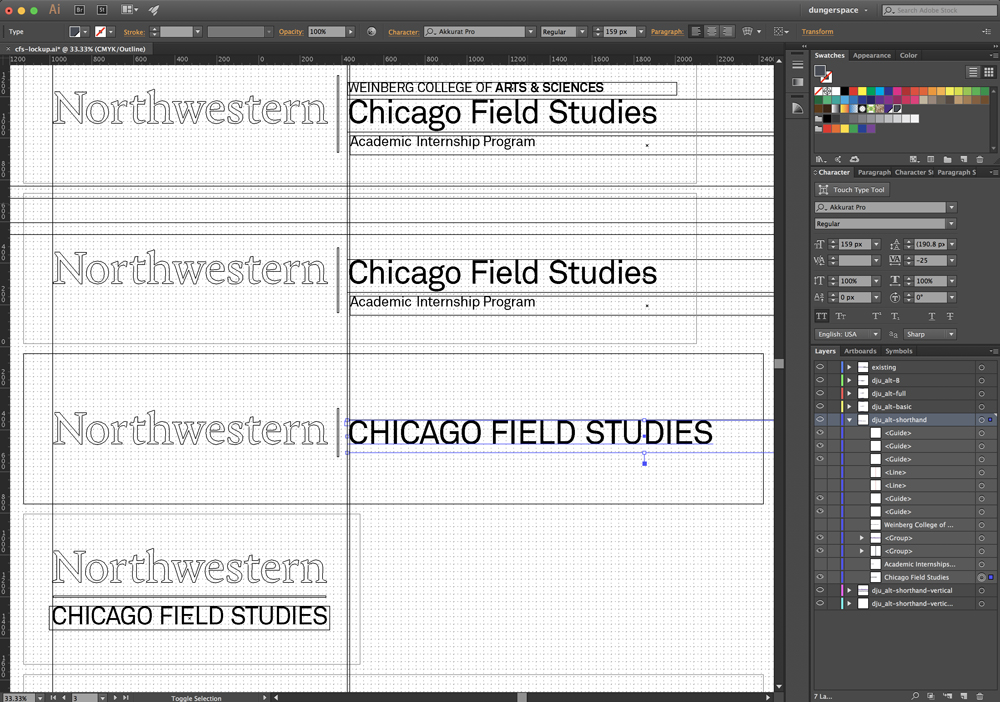 Ai Br St dungerspace Search Adobe Stock
Type Stroke: Opacity: 100% Character: Akkurat Pro Regular 159 px Paragraph: Transform
× cfs-lockup.ai* @ 33.33% (CMYK/Outline)
1200 1000 800 600 400 200 0 200 400 600 800 1000 1200 1400 1600 1800 2000 2200 2400
Northwestern
WEINBERG COLLEGE OF ARTS & SCIENCES
Chicago Field Studies
Academic Internship Program
Northwestern
Chicago Field Studies
Academic Internship Program
Northwestern
CHICAGO FIELD STUDIES
Northwestern
CHICAGO FIELD STUDIES
33.33% 3 Toggle Selection
Swatches Appearance Color
Character Paragraph Character St Paragraph S
Touch Type Tool
Akkurat Pro
Regular
159 px (190.8 px)
-25
100% 100%
0 px 0°
English: USA Sharp
Layers Artboards Symbols
existing
dju_alt-B
dju_alt-full
dju_alt-basic
dju_alt-shorthand
<Guide>
<Guide>
<Guide>
<Line>
<Line>
<Guide>
<Guide>
Weinberg College of ...
<Group>
<Group>
Academic Internships...
Chicago Field Studies
dju_alt-shorthand-vertical
dju_alt-shorthand-vertic...
7 La...